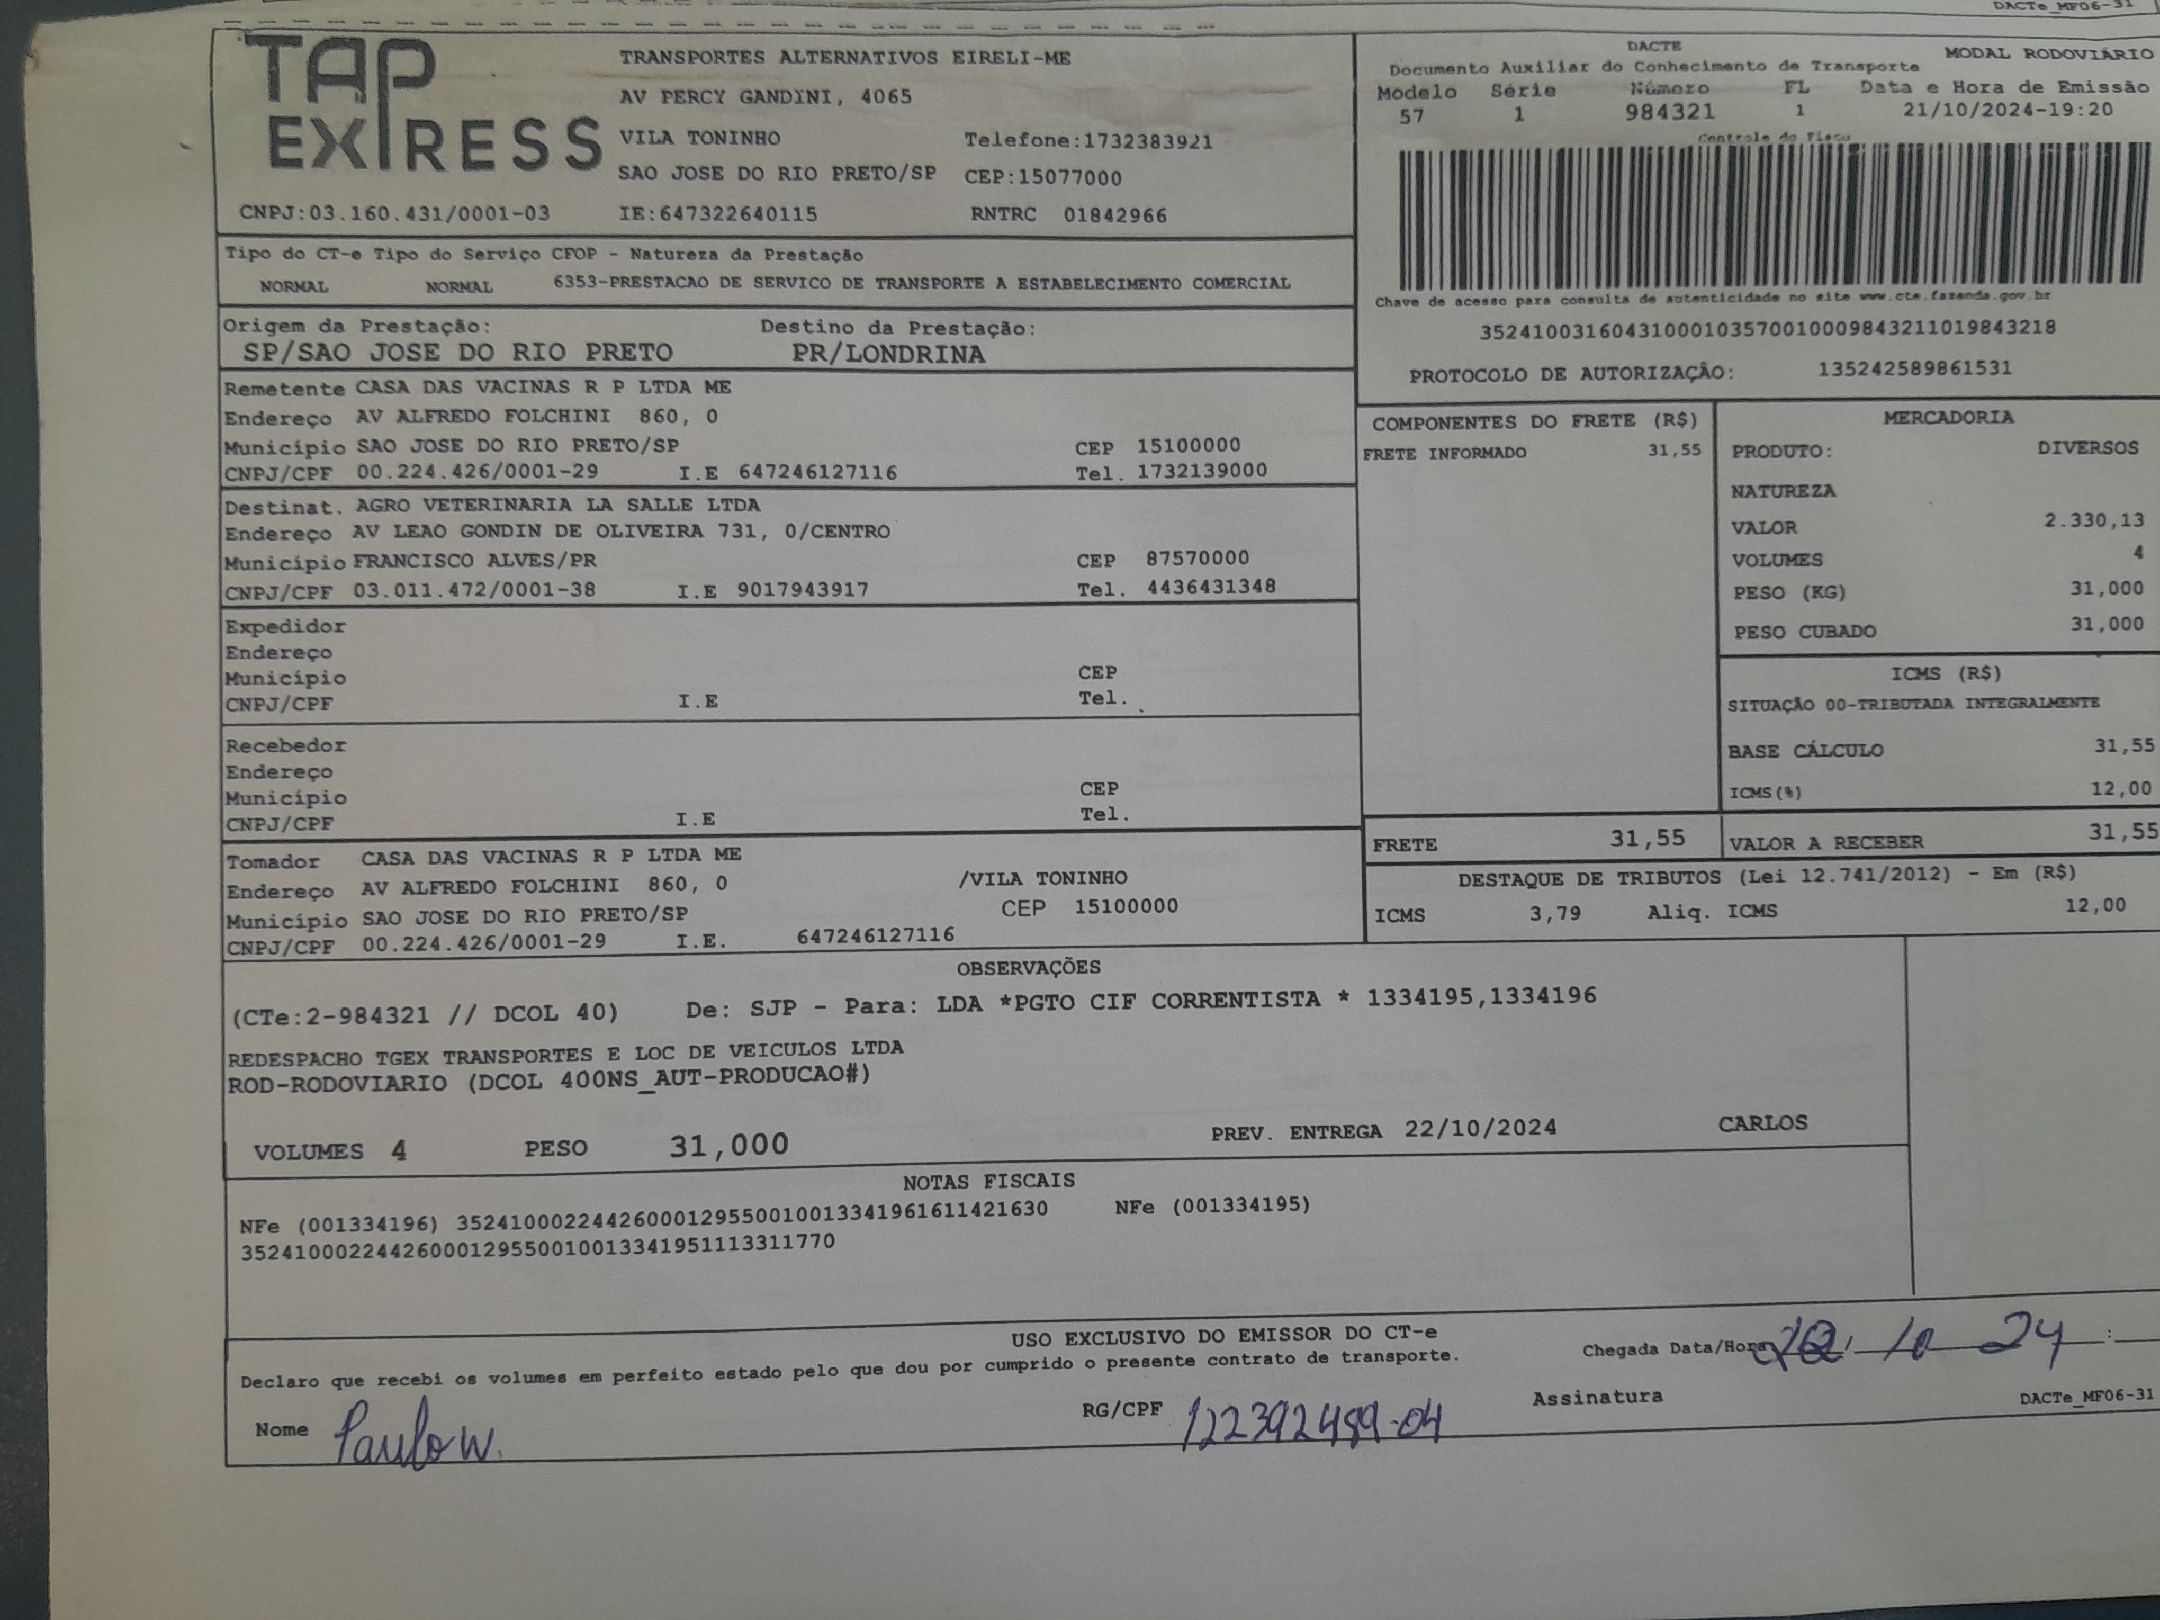 DACTe_MF06-31
TAP EXPRESS
TRANSPORTES ALTERNATIVOS EIRELI-ME
AV PERCY GANDINI, 4065
VILA TONINHO Telefone:1732383921
SAO JOSE DO RIO PRETO/SP CEP:15077000
CNPJ:03.160.431/0001-03 IE:647322640115 RNTRC 01842966
DACTE MODAL RODOVIÁRIO
Documento Auxiliar do Conhecimento de Transporte
Modelo Série Número FL Data e Hora de Emissão
57 1 984321 1 21/10/2024-19:20
Controle do Fisco
Chave de acesso para consulta de autenticidade no site www.cte.fazenda.gov.br
35241003160431000103570010009843211019843218
PROTOCOLO DE AUTORIZAÇÃO: 135242589861531
Tipo do CT-e Tipo do Serviço CFOP - Natureza da Prestação
NORMAL NORMAL 6353-PRESTACAO DE SERVICO DE TRANSPORTE A ESTABELECIMENTO COMERCIAL
Origem da Prestação: Destino da Prestação:
SP/SAO JOSE DO RIO PRETO PR/LONDRINA
Remetente CASA DAS VACINAS R P LTDA ME
Endereço AV ALFREDO FOLCHINI 860, 0
Município SAO JOSE DO RIO PRETO/SP CEP 15100000
CNPJ/CPF 00.224.426/0001-29 I.E 647246127116 Tel. 1732139000
Destinat. AGRO VETERINARIA LA SALLE LTDA
Endereço AV LEAO GONDIN DE OLIVEIRA 731, 0/CENTRO
Município FRANCISCO ALVES/PR CEP 87570000
CNPJ/CPF 03.011.472/0001-38 I.E 9017943917 Tel. 4436431348
Expedidor
Endereço
Município CEP
CNPJ/CPF I.E Tel.
Recebedor
Endereço
Município CEP
CNPJ/CPF I.E Tel.
Tomador CASA DAS VACINAS R P LTDA ME
Endereço AV ALFREDO FOLCHINI 860, 0 /VILA TONINHO
Município SAO JOSE DO RIO PRETO/SP CEP 15100000
CNPJ/CPF 00.224.426/0001-29 I.E. 647246127116
COMPONENTES DO FRETE (R$)
FRETE INFORMADO 31,55
MERCADORIA
PRODUTO: DIVERSOS
NATUREZA
VALOR 2.330,13
VOLUMES 4
PESO (KG) 31,000
PESO CUBADO 31,000
ICMS (R$)
SITUAÇÃO 00-TRIBUTADA INTEGRALMENTE
BASE CÁLCULO 31,55
ICMS(%) 12,00
FRETE 31,55 VALOR A RECEBER 31,55
DESTAQUE DE TRIBUTOS (Lei 12.741/2012) - Em (R$)
ICMS 3,79 Aliq. ICMS 12,00
OBSERVAÇÕES
(CTe:2-984321 // DCOL 40) De: SJP - Para: LDA *PGTO CIF CORRENTISTA * 1334195,1334196
REDESPACHO TGEX TRANSPORTES E LOC DE VEICULOS LTDA
ROD-RODOVIARIO (DCOL 400NS_AUT-PRODUCAO#)
VOLUMES 4 PESO 31,000 PREV. ENTREGA 22/10/2024 CARLOS
NOTAS FISCAIS
NFe (001334196) 35241000224426000129550010013341961611421630 NFe (001334195)
35241000224426000129550010013341951113311770
USO EXCLUSIVO DO EMISSOR DO CT-e
Declaro que recebi os volumes em perfeito estado pelo que dou por cumprido o presente contrato de transporte.
Chegada Data/Hora 10 24 :
Nome Paulo W. RG/CPF 122392489-04 Assinatura
DACTe_MF06-31